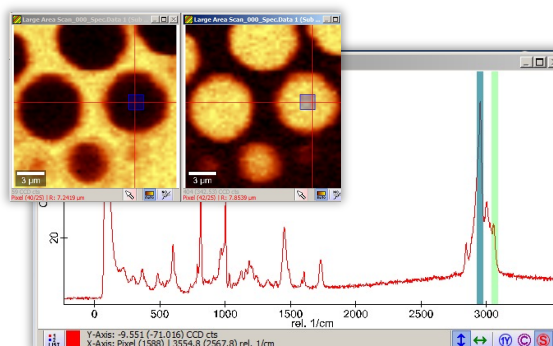 Large Area Scan_000_Spec.Data 1 (Sub ...
Large Area Scan_000_Spec.Data 1 (Sub ...
3 µm
3 µm
Pixel (40/25) | R: 7.2419 µm
Pixel (42/25) | R: 7.8539 µm
20
0
500
1000
1500
2000
2500
3000
rel. 1/cm
LIST
Y-Axis: -9.551 (-71.016) CCD cts
X-Axis: Pixel (1588) | 3554.8 (2567.8) rel. 1/cm